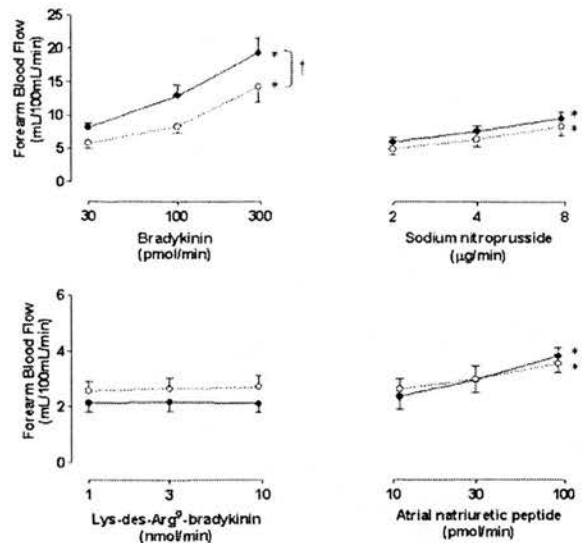 Forearm Blood Flow
(mL/100mL/min)
25
20
15
10
5
0
*
*
†
30
100
300
Bradykinin
(pmol/min)
*
*
2
4
8
Sodium nitroprusside
(µg/min)
Forearm Blood Flow
(mL/100mL/min)
6
4
2
0
1
3
10
Lys-des-Arg⁹-bradykinin
(nmol/min)
*
*
10
30
100
Atrial natriuretic peptide
(pmol/min)